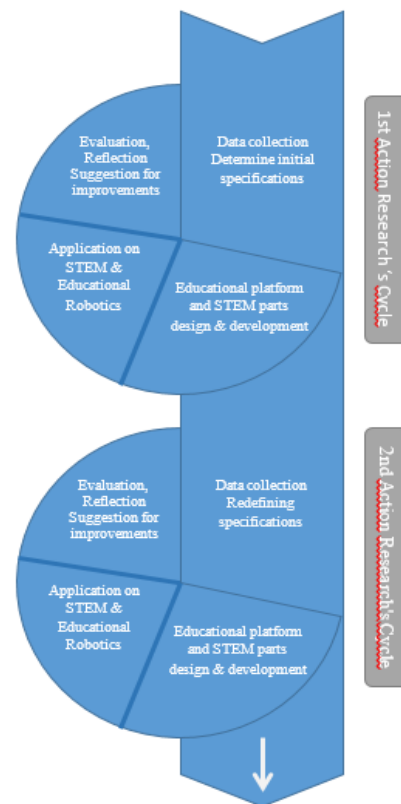 Evaluation,
Reflection
Suggestion for
improvements
Data collection
Determine initial
specifications
Application on
STEM &
Educational
Robotics
Educational platform
and STEM parts
design & development
1st Action Research ‘s Cycle
Evaluation,
Reflection
Suggestion for
improvements
Data collection
Redefining
specifications
Application on
STEM &
Educational
Robotics
Educational platform
and STEM parts
design & development
2nd Action Research's Cycle